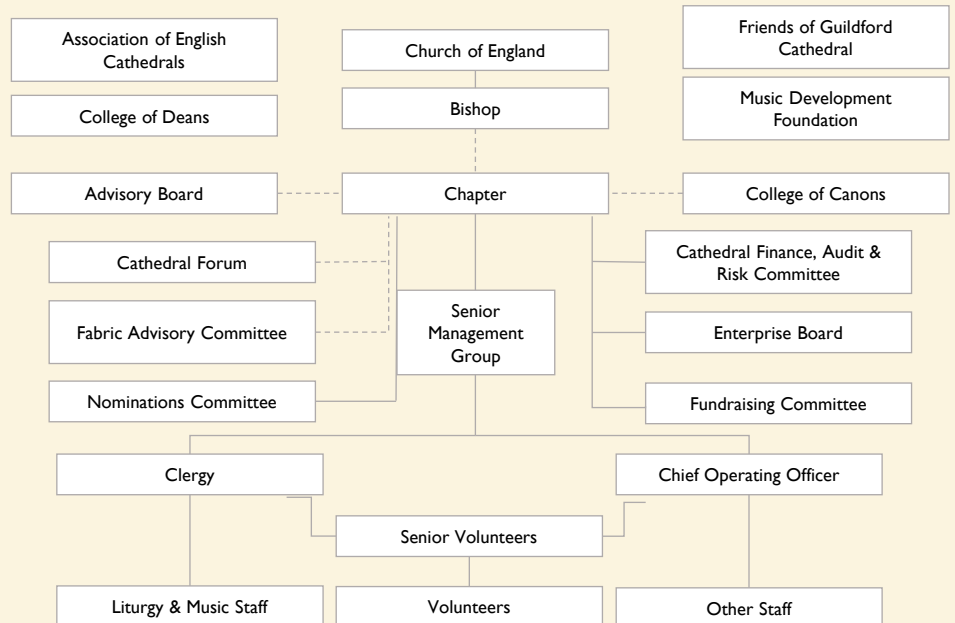 Association of English
Cathedrals
Church of England
Friends of Guildford
Cathedral
College of Deans
Bishop
Music Development
Foundation
Advisory Board
Chapter
College of Canons
Cathedral Forum
Cathedral Finance, Audit &
Risk Committee
Fabric Advisory Committee
Senior
Management
Group
Enterprise Board
Nominations Committee
Fundraising Committee
Clergy
Chief Operating Officer
Senior Volunteers
Liturgy & Music Staff
Volunteers
Other Staff